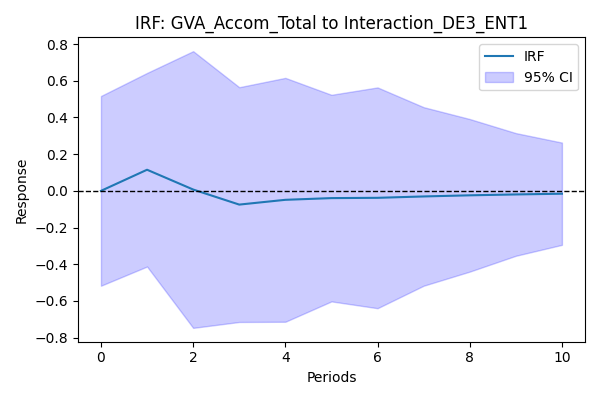 IRF: GVA_Accom_Total to Interaction_DE3_ENT1
IRF
95% CI
0.8
0.6
0.4
0.2
0.0
−0.2
−0.4
−0.6
−0.8
Response
0 2 4 6 8 10
Periods